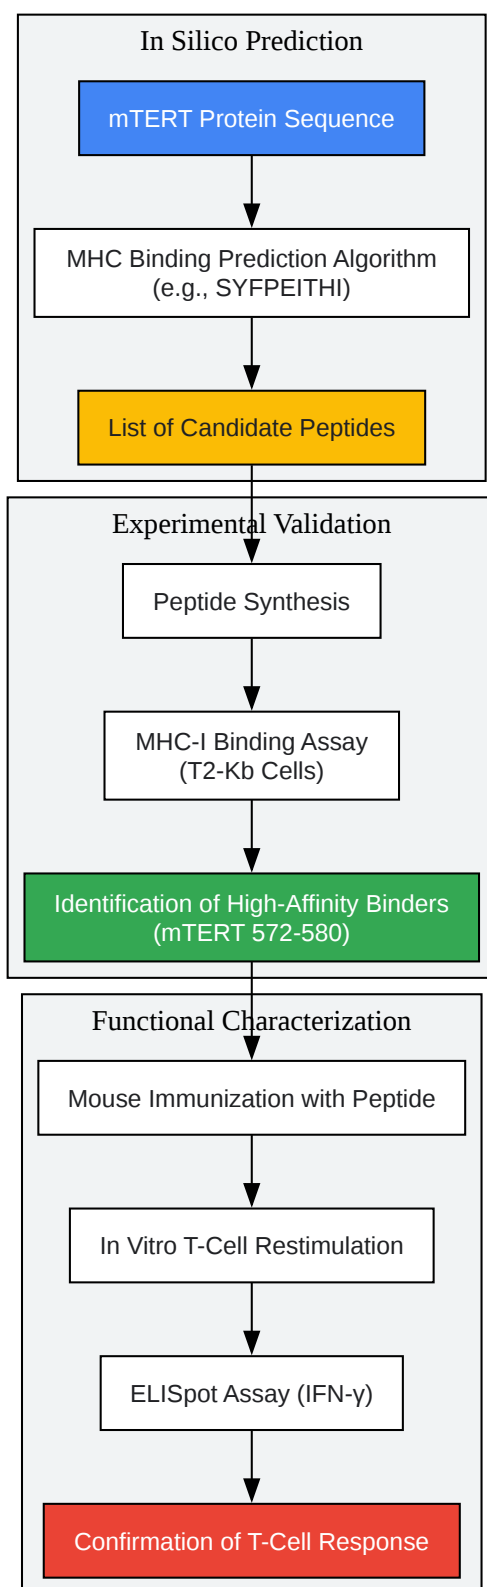 In Silico Prediction
mTERT Protein Sequence
MHC Binding Prediction Algorithm
(e.g., SYFPEITHI)
List of Candidate Peptides
Experimental Validation
Peptide Synthesis
MHC-I Binding Assay
(T2-Kb Cells)
Identification of High-Affinity Binders
(mTERT 572-580)
Functional Characterization
Mouse Immunization with Peptide
In Vitro T-Cell Restimulation
ELISpot Assay (IFN-γ)
Confirmation of T-Cell Response